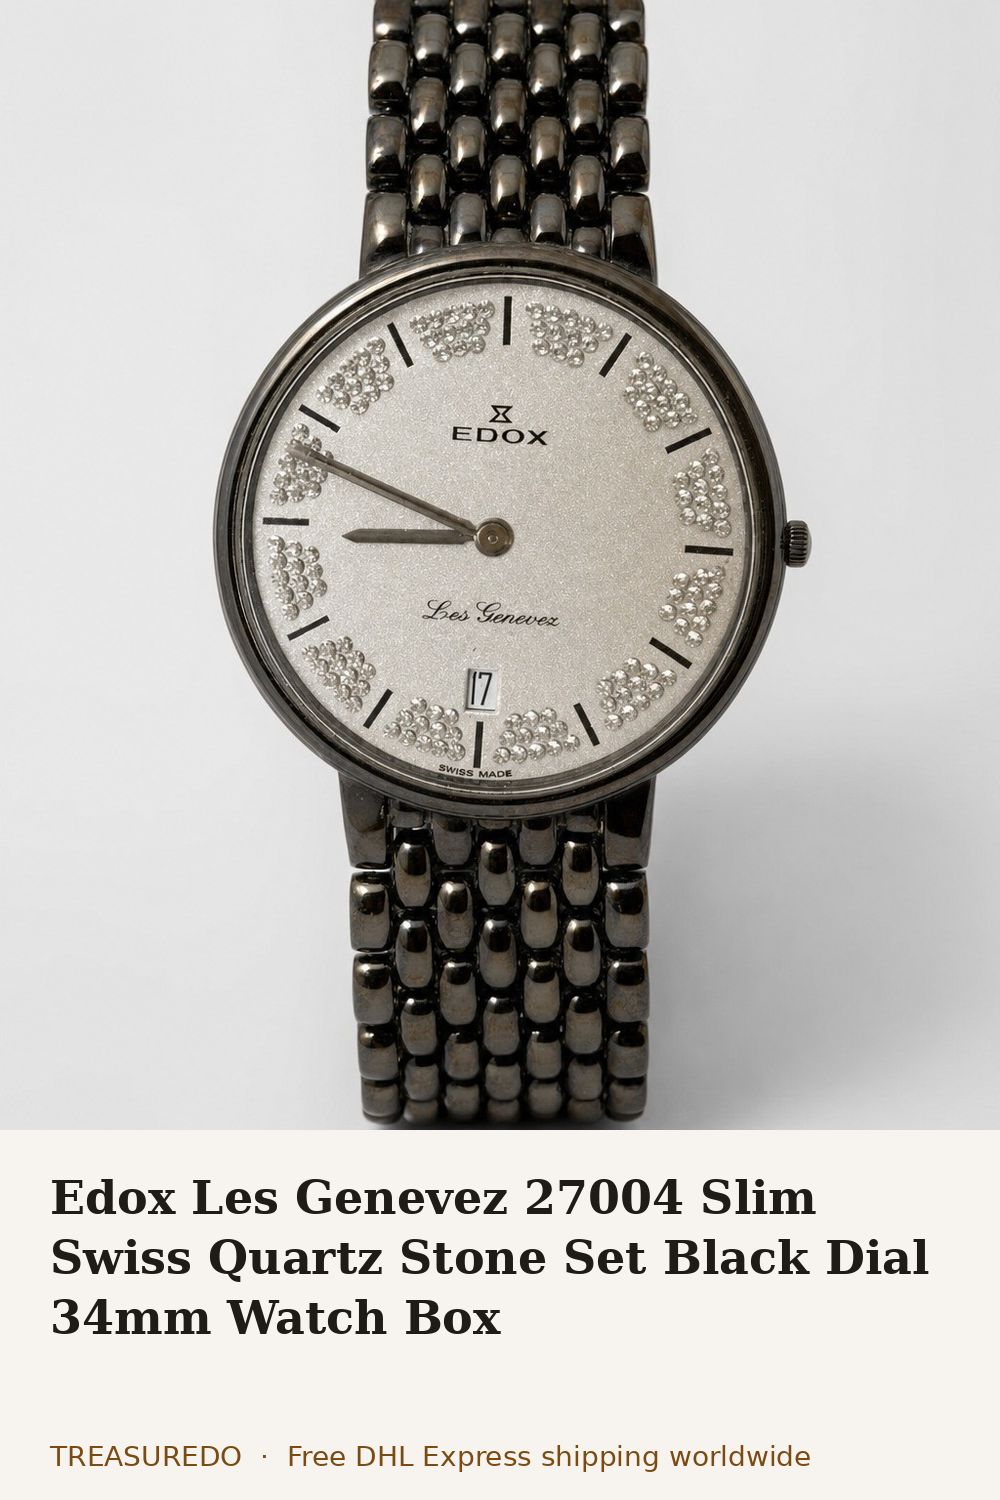 EDOX
Les Genevez
17
SWISS MADE
Edox Les Genevez 27004 Slim
Swiss Quartz Stone Set Black Dial
34mm Watch Box
TREASUREDO · Free DHL Express shipping worldwide